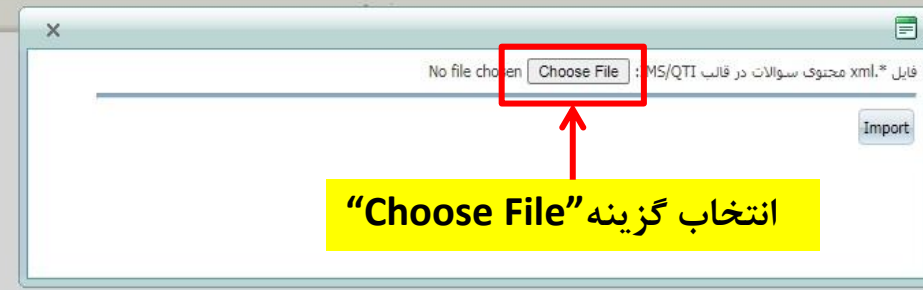 فایل *.xml محتوی سوالات در قالب IMS/QTI : Choose File No file chosen
Import
انتخاب گزینه”Choose File“